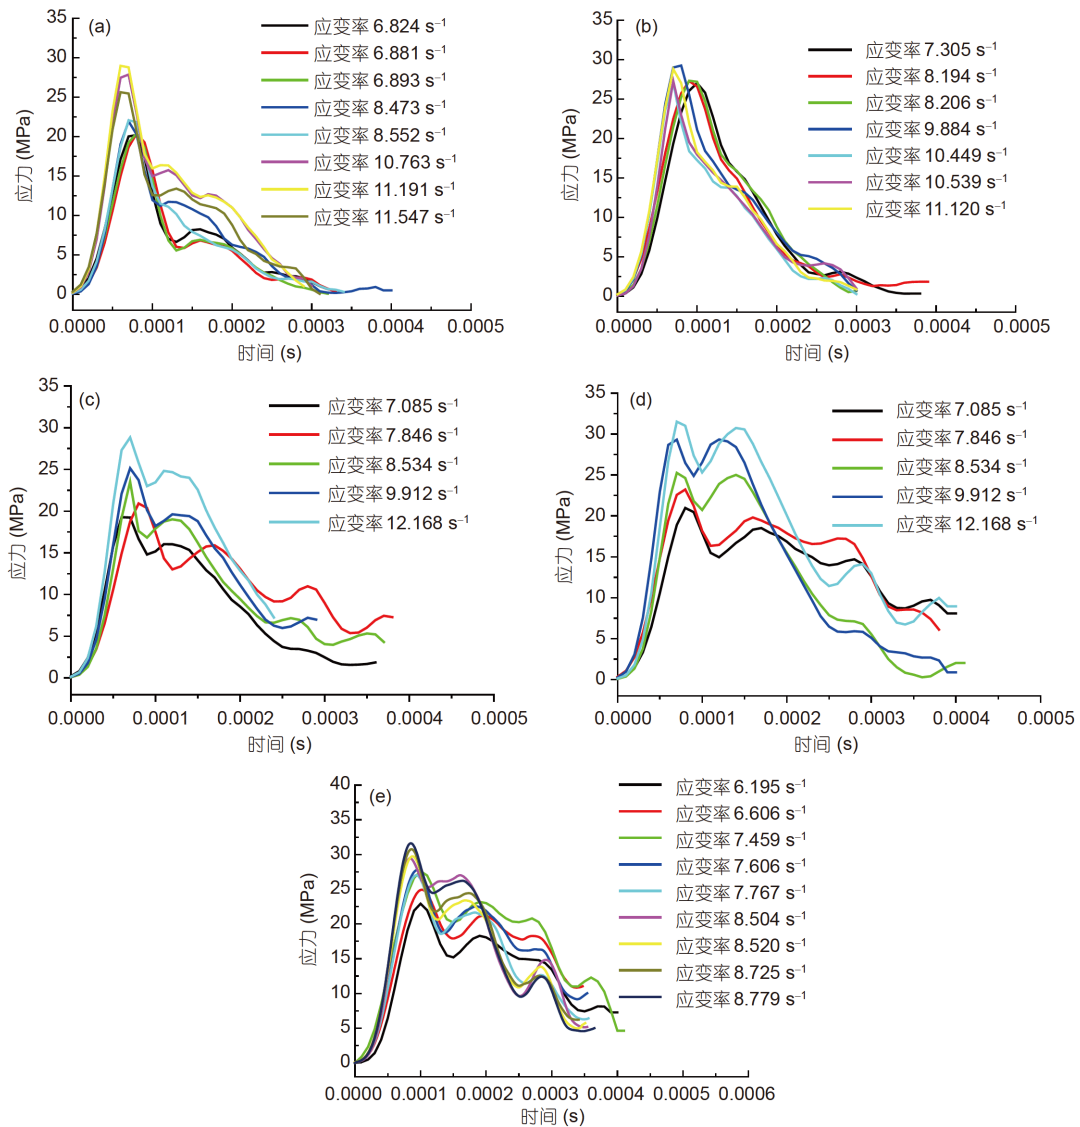 (a)
应力 (MPa)
35
30
25
20
15
10
5
0
应变率 6.824 s⁻¹
应变率 6.881 s⁻¹
应变率 6.893 s⁻¹
应变率 8.473 s⁻¹
应变率 8.552 s⁻¹
应变率 10.763 s⁻¹
应变率 11.191 s⁻¹
应变率 11.547 s⁻¹
0.0000 0.0001 0.0002 0.0003 0.0004 0.0005
时间 (s)
(b)
应力 (MPa)
35
30
25
20
15
10
5
0
应变率 7.305 s⁻¹
应变率 8.194 s⁻¹
应变率 8.206 s⁻¹
应变率 9.884 s⁻¹
应变率 10.449 s⁻¹
应变率 10.539 s⁻¹
应变率 11.120 s⁻¹
0.0000 0.0001 0.0002 0.0003 0.0004 0.0005
时间 (s)
(c)
应力 (MPa)
35
30
25
20
15
10
5
0
应变率 7.085 s⁻¹
应变率 7.846 s⁻¹
应变率 8.534 s⁻¹
应变率 9.912 s⁻¹
应变率 12.168 s⁻¹
0.0000 0.0001 0.0002 0.0003 0.0004 0.0005
时间 (s)
(d)
应力 (MPa)
35
30
25
20
15
10
5
0
应变率 7.085 s⁻¹
应变率 7.846 s⁻¹
应变率 8.534 s⁻¹
应变率 9.912 s⁻¹
应变率 12.168 s⁻¹
0.0000 0.0001 0.0002 0.0003 0.0004 0.0005
时间 (s)
(e)
应力 (MPa)
40
35
30
25
20
15
10
5
0
应变率 6.195 s⁻¹
应变率 6.606 s⁻¹
应变率 7.459 s⁻¹
应变率 7.606 s⁻¹
应变率 7.767 s⁻¹
应变率 8.504 s⁻¹
应变率 8.520 s⁻¹
应变率 8.725 s⁻¹
应变率 8.779 s⁻¹
0.0000 0.0001 0.0002 0.0003 0.0004 0.0005 0.0006
时间 (s)